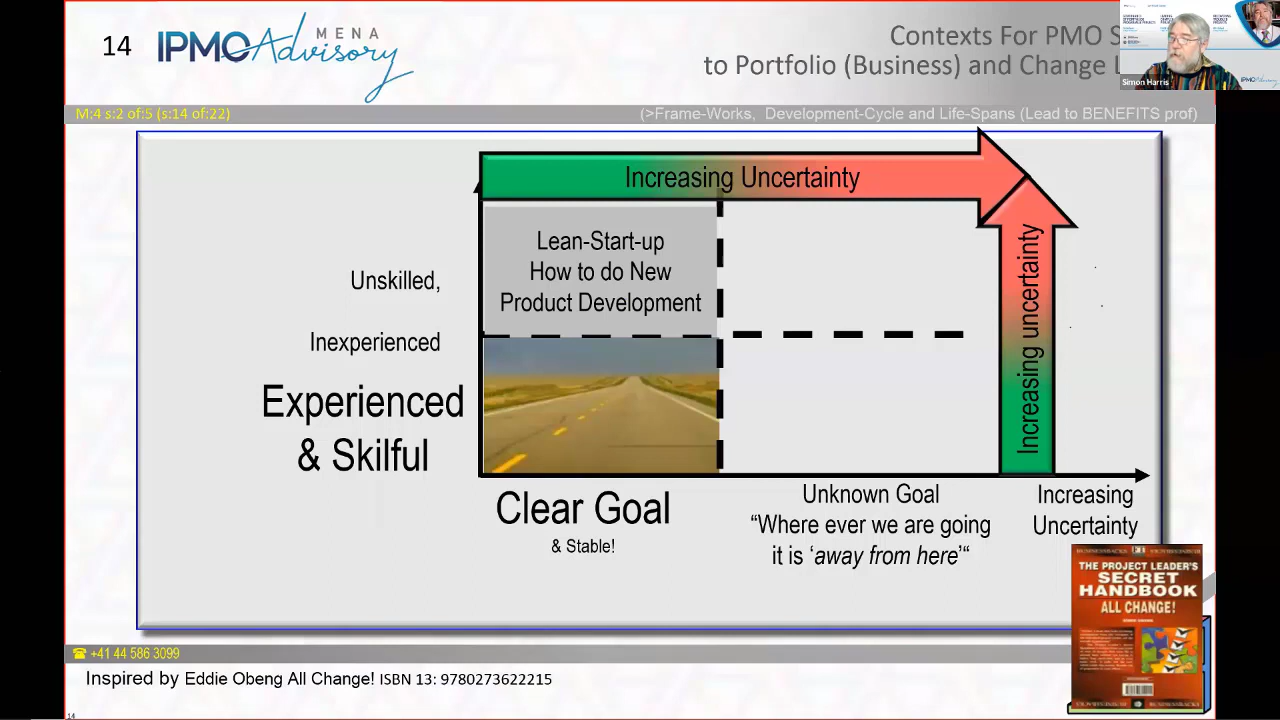 14
IPMO Advisory
MENA
Contexts For PMO S
to Portfolio (Business) and Change L
Simon Harris
M:4 s:2 of:5 (s:14 of:22)
(>Frame-Works, Development-Cycle and Life-Spans (Lead to BENEFITS prof)
Increasing Uncertainty
Lean-Start-up
How to do New
Product Development
Unskilled,
Inexperienced
Experienced
& Skilful
Increasing uncertainty
Clear Goal
& Stable!
Unknown Goal
“Where ever we are going
it is ‘away from here’“
Increasing
Uncertainty
THE PROJECT LEADER'S
SECRET
HANDBOOK
ALL CHANGE!
☎ +41 44 586 3099
Inspired by Eddie Obeng All Change! ISBN 13: 9780273622215
14